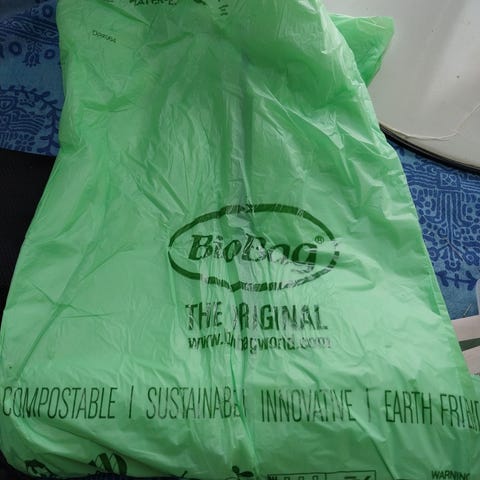 BioBag®
THE ORIGINAL
COMPOSTABLE | SUSTAINABL INNOVATIVE | EARTH FRI
WARNING